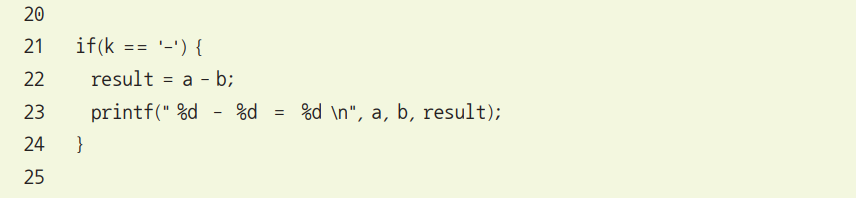 20
21 if(k == '-') {
22 result = a - b;
23 printf(" %d - %d = %d \n", a, b, result);
24 }
25